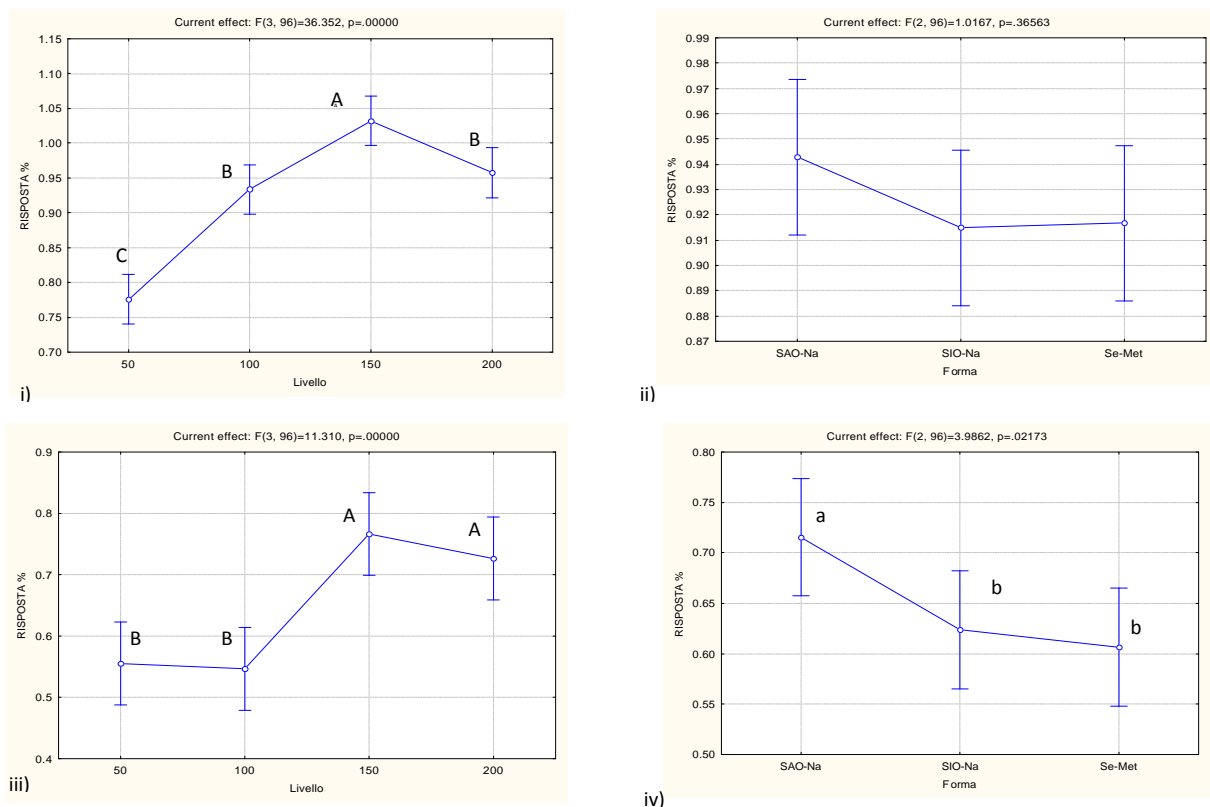 Current effect: F(3, 96)=36.352, p=.00000
1.15
1.10
1.05
1.00
0.95
0.90
0.85
0.80
0.75
0.70
RISPOSTA %
C
B
A
a
B
50 100 150 200
Livello
i)
Current effect: F(2, 96)=1.0167, p=.36563
0.99
0.98
0.97
0.96
0.95
0.94
0.93
0.92
0.91
0.90
0.89
0.88
0.87
RISPOSTA %
SAO-Na SIO-Na Se-Met
Forma
ii)
Current effect: F(3, 96)=11.310, p=.00000
0.9
0.8
0.7
0.6
0.5
0.4
RISPOSTA %
B
B
A
A
50 100 150 200
Livello
iii)
Current effect: F(2, 96)=3.9862, p=.02173
0.80
0.75
0.70
0.65
0.60
0.55
0.50
RISPOSTA %
a
b
b
SAO-Na SIO-Na Se-Met
Forma
iv)